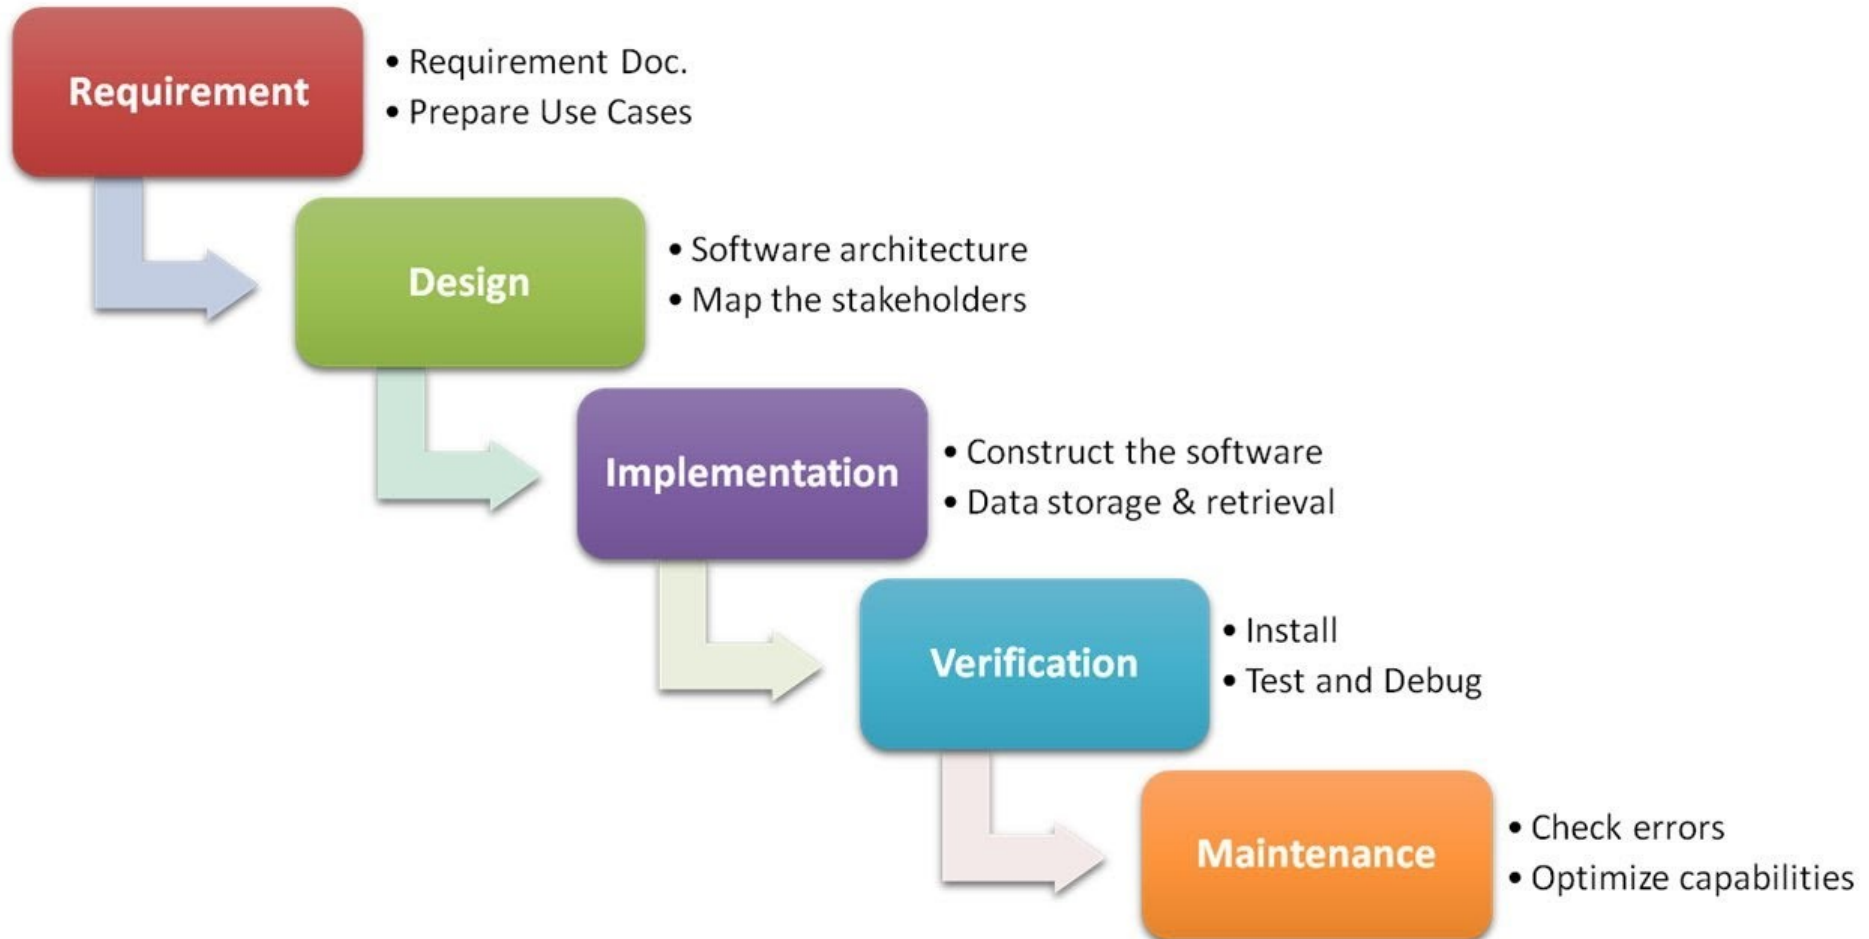 Requirement
• Requirement Doc.
• Prepare Use Cases
Design
• Software architecture
• Map the stakeholders
Implementation
• Construct the software
• Data storage & retrieval
Verification
• Install
• Test and Debug
Maintenance
• Check errors
• Optimize capabilities